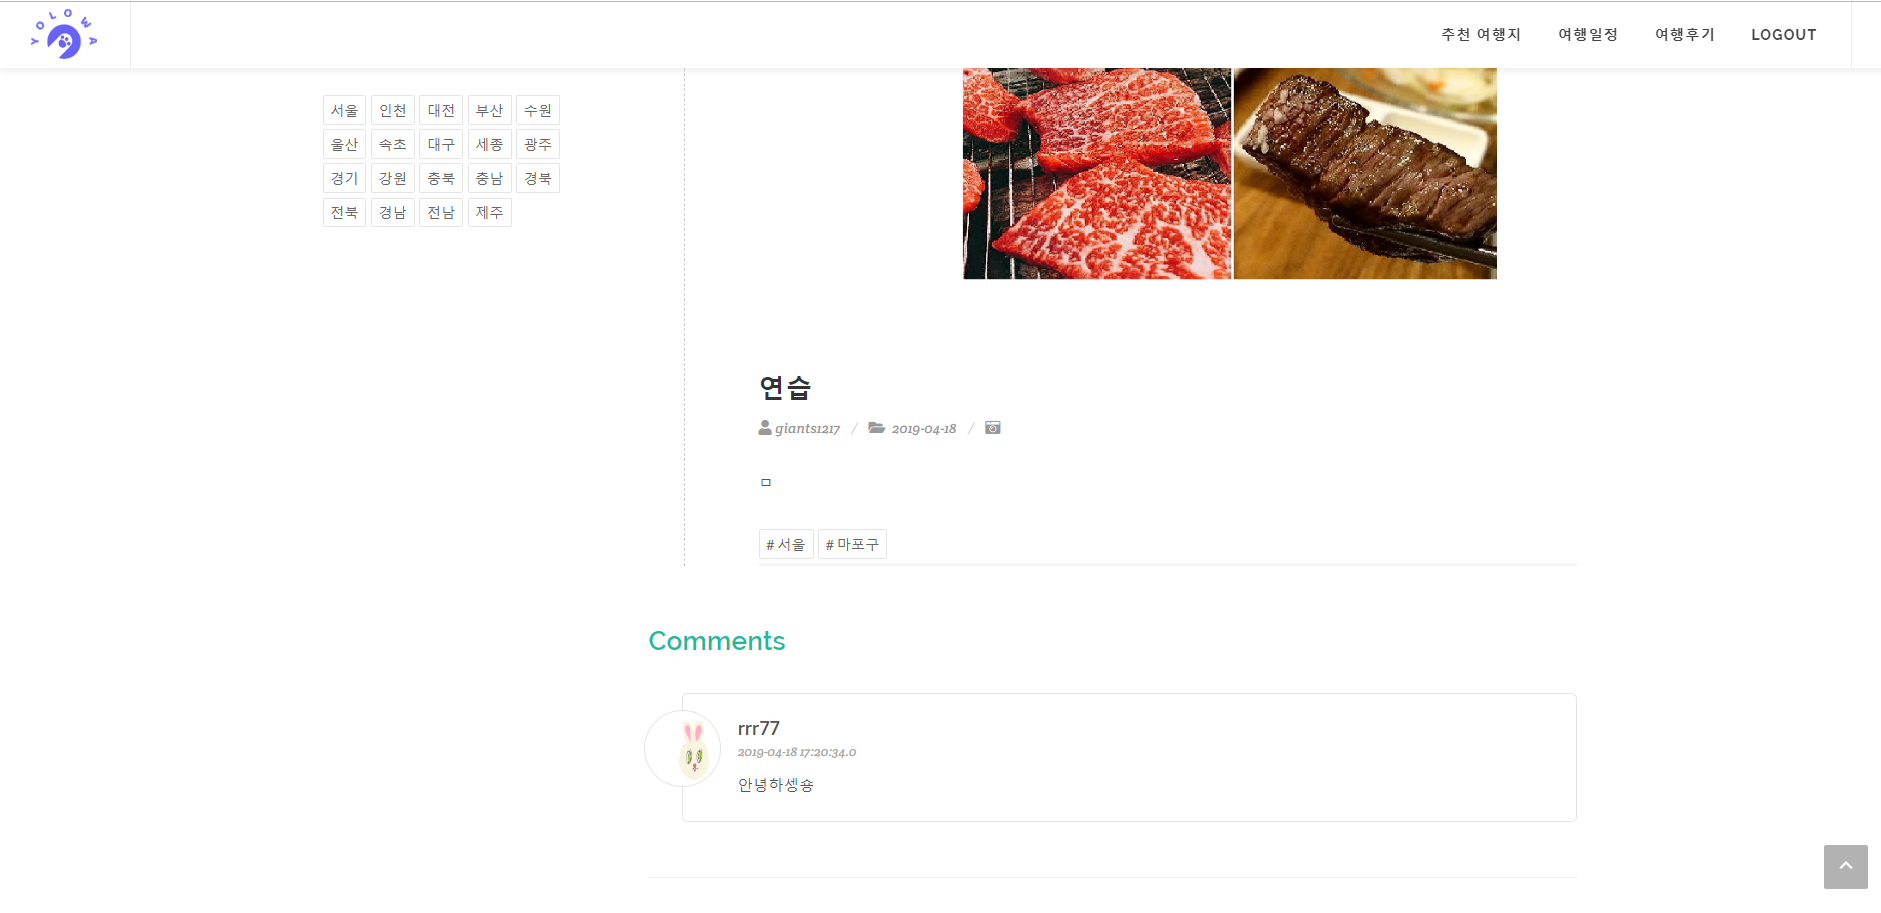 YOLOWA
추천 여행지 여행일정 여행후기 LOGOUT
서울 인천 대전 부산 수원
울산 속초 대구 세종 광주
경기 강원 충북 충남 경북
전북 경남 전남 제주
연습
giants1217 / 2019-04-18 /
ㅁ
# 서울 # 마포구
Comments
rrr77
2019-04-18 17:20:34.0
안녕하셍숑